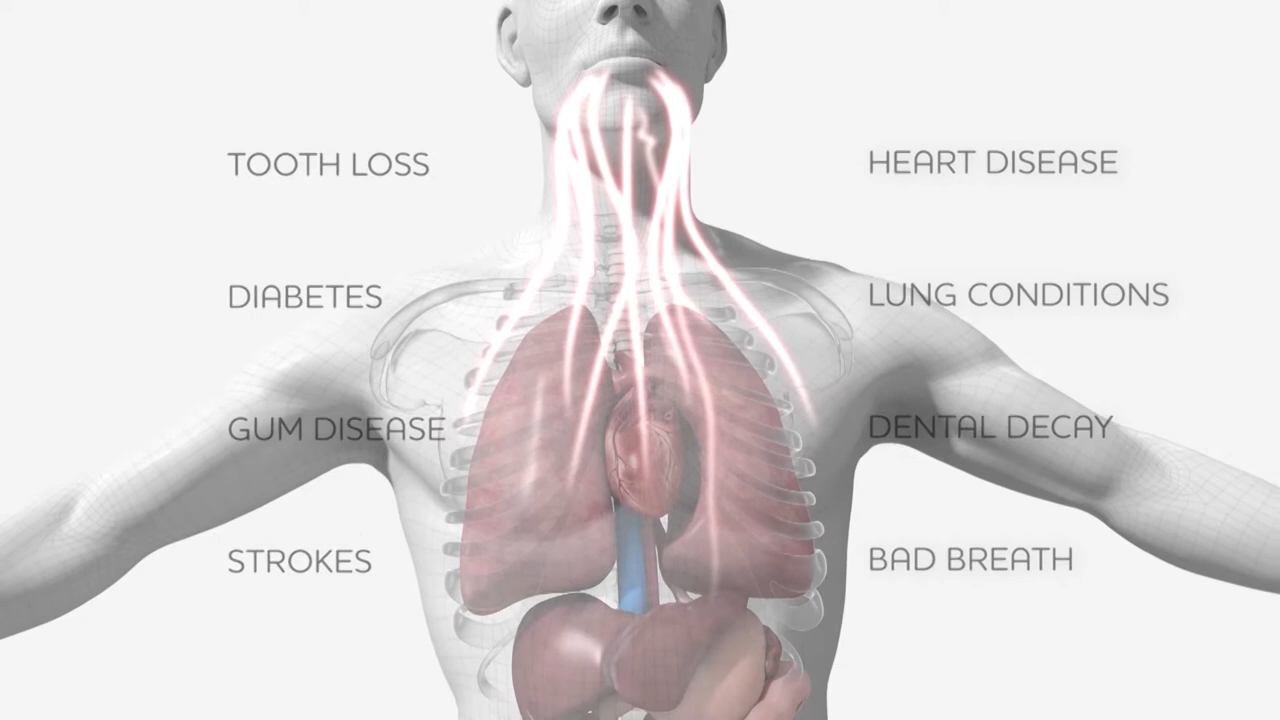 TOOTH LOSS
DIABETES
GUM DISEASE
STROKES
HEART DISEASE
LUNG CONDITIONS
DENTAL DECAY
BAD BREATH